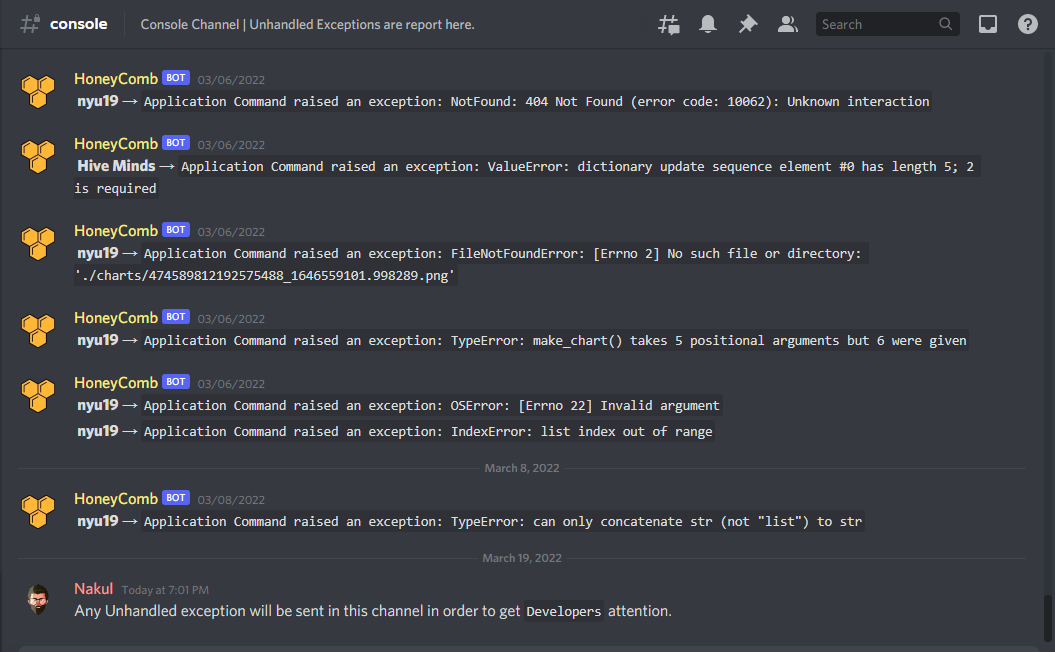 console
Console Channel | Unhandled Exceptions are report here.
Search
HoneyComb BOT 03/06/2022
nyu19 → Application Command raised an exception: NotFound: 404 Not Found (error code: 10062): Unknown interaction
HoneyComb BOT 03/06/2022
Hive Minds → Application Command raised an exception: ValueError: dictionary update sequence element #0 has length 5; 2
is required
HoneyComb BOT 03/06/2022
nyu19 → Application Command raised an exception: FileNotFoundError: [Errno 2] No such file or directory:
'./charts/474589812192575488_1646559101.998289.png'
HoneyComb BOT 03/06/2022
nyu19 → Application Command raised an exception: TypeError: make_chart() takes 5 positional arguments but 6 were given
HoneyComb BOT 03/06/2022
nyu19 → Application Command raised an exception: OSError: [Errno 22] Invalid argument
nyu19 → Application Command raised an exception: IndexError: list index out of range
March 8, 2022
HoneyComb BOT 03/08/2022
nyu19 → Application Command raised an exception: TypeError: can only concatenate str (not "list") to str
March 19, 2022
Nakul Today at 7:01 PM
Any Unhandled exception will be sent in this channel in order to get Developers attention.